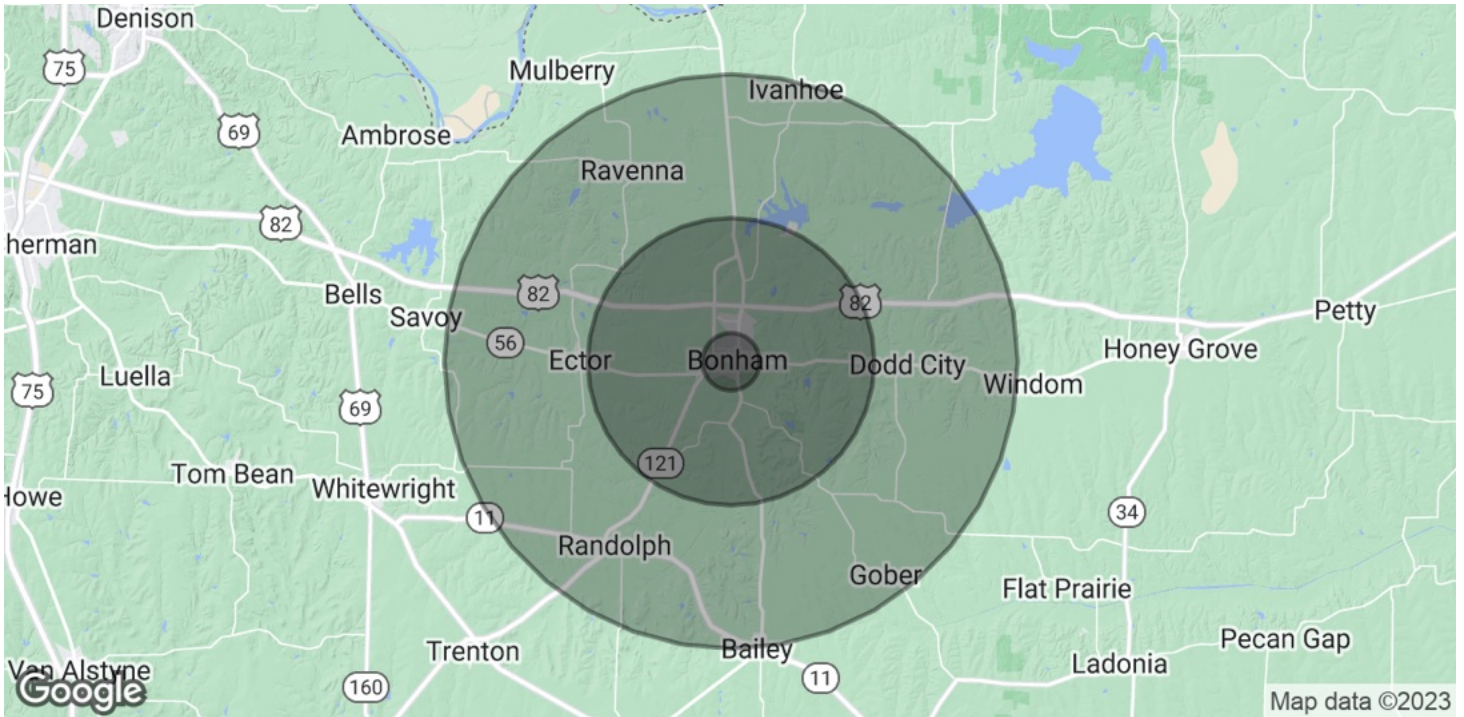 Denison
75
Mulberry
Ivanhoe
69
Ambrose
Ravenna
82
herman
Bells
82
82
Savoy
56
Petty
Ector
Bonham
Dodd City
Honey Grove
Windom
75
Luella
69
121
Tom Bean
Whitewright
Howe
11
34
Randolph
Gober
Flat Prairie
Trenton
Bailey
Pecan Gap
Ladonia
Van Alstyne
160
11
Google
Map data ©2023